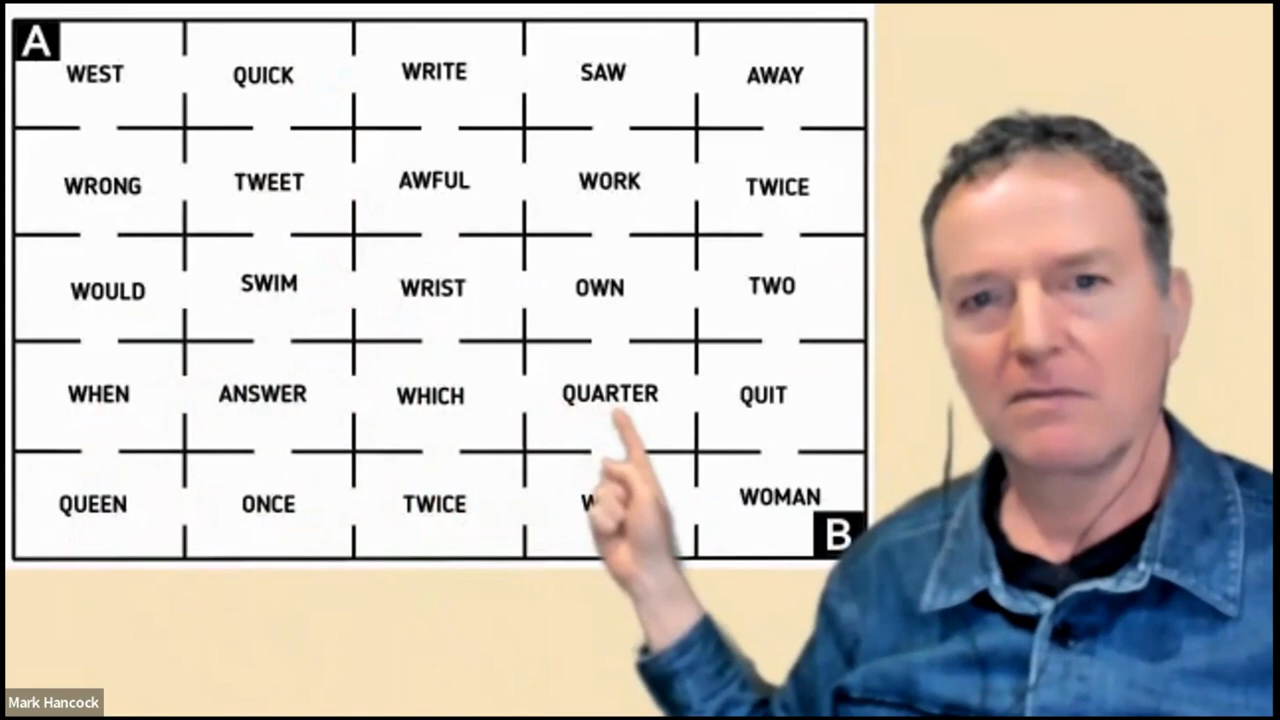 A
WEST QUICK WRITE SAW AWAY
WRONG TWEET AWFUL WORK TWICE
WOULD SWIM WRIST OWN TWO
WHEN ANSWER WHICH QUARTER QUIT
QUEEN ONCE TWICE WOMAN
B
Mark Hancock